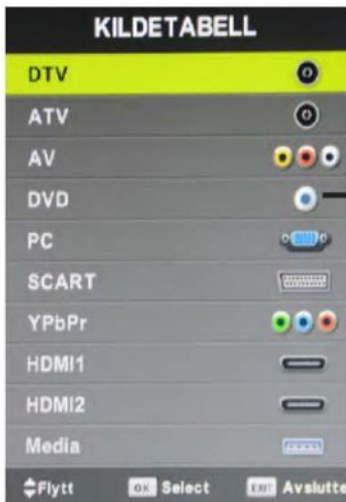 KILDETABELL
DTV
ATV
AV
DVD
PC
SCART
YPbPr
HDMI1
HDMI2
Media
Flytt OK Select EXIT Avslutte